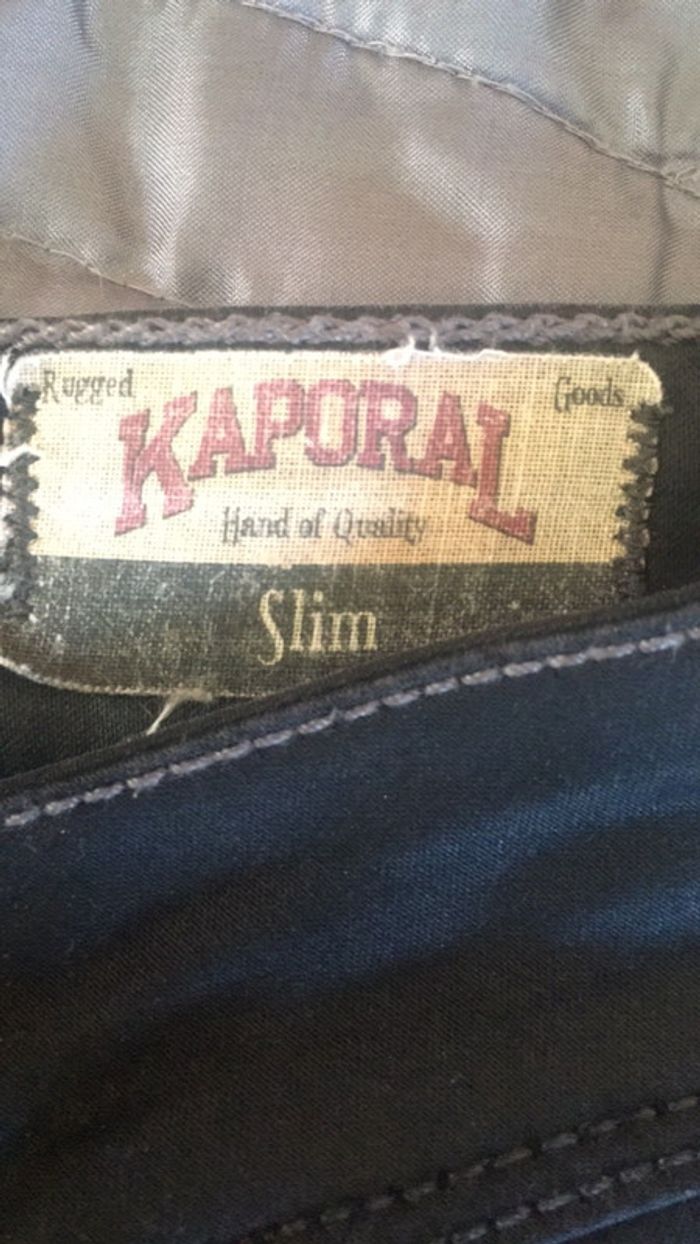 Rugged Goods
KAPORAL
Hand of Quality
Slim